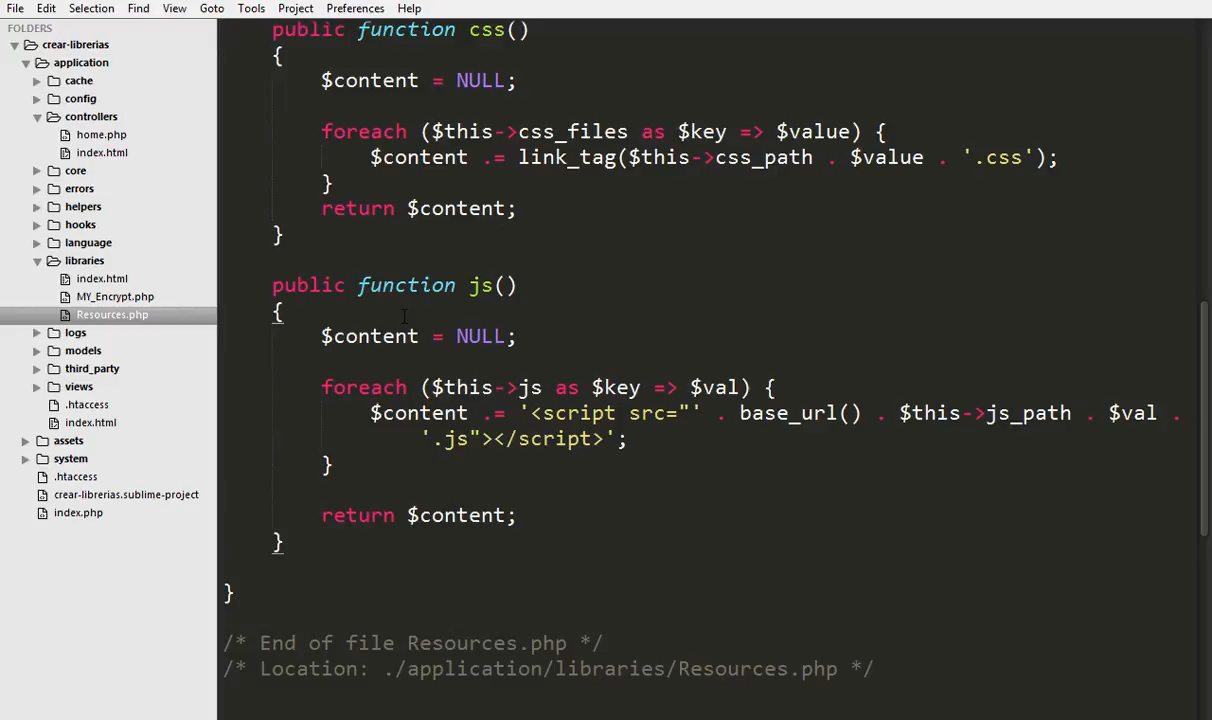 File Edit Selection Find View Goto Tools Project Preferences Help
FOLDERS
crear-librerias
application
cache
config
controllers
home.php
index.html
core
errors
helpers
hooks
language
libraries
index.html
MY_Encrypt.php
Resources.php
logs
models
third_party
views
.htaccess
index.html
assets
system
.htaccess
crear-librerias.sublime-project
index.php
public function css()
{
$content = NULL;
foreach ($this->css_files as $key => $value) {
$content .= link_tag($this->css_path . $value . '.css');
}
return $content;
}
public function js()
{
$content = NULL;
foreach ($this->js as $key => $val) {
$content .= '<script src="' . base_url() . $this->js_path . $val .
'.js"></script>';
}
return $content;
}
}
/* End of file Resources.php */
/* Location: ./application/libraries/Resources.php */